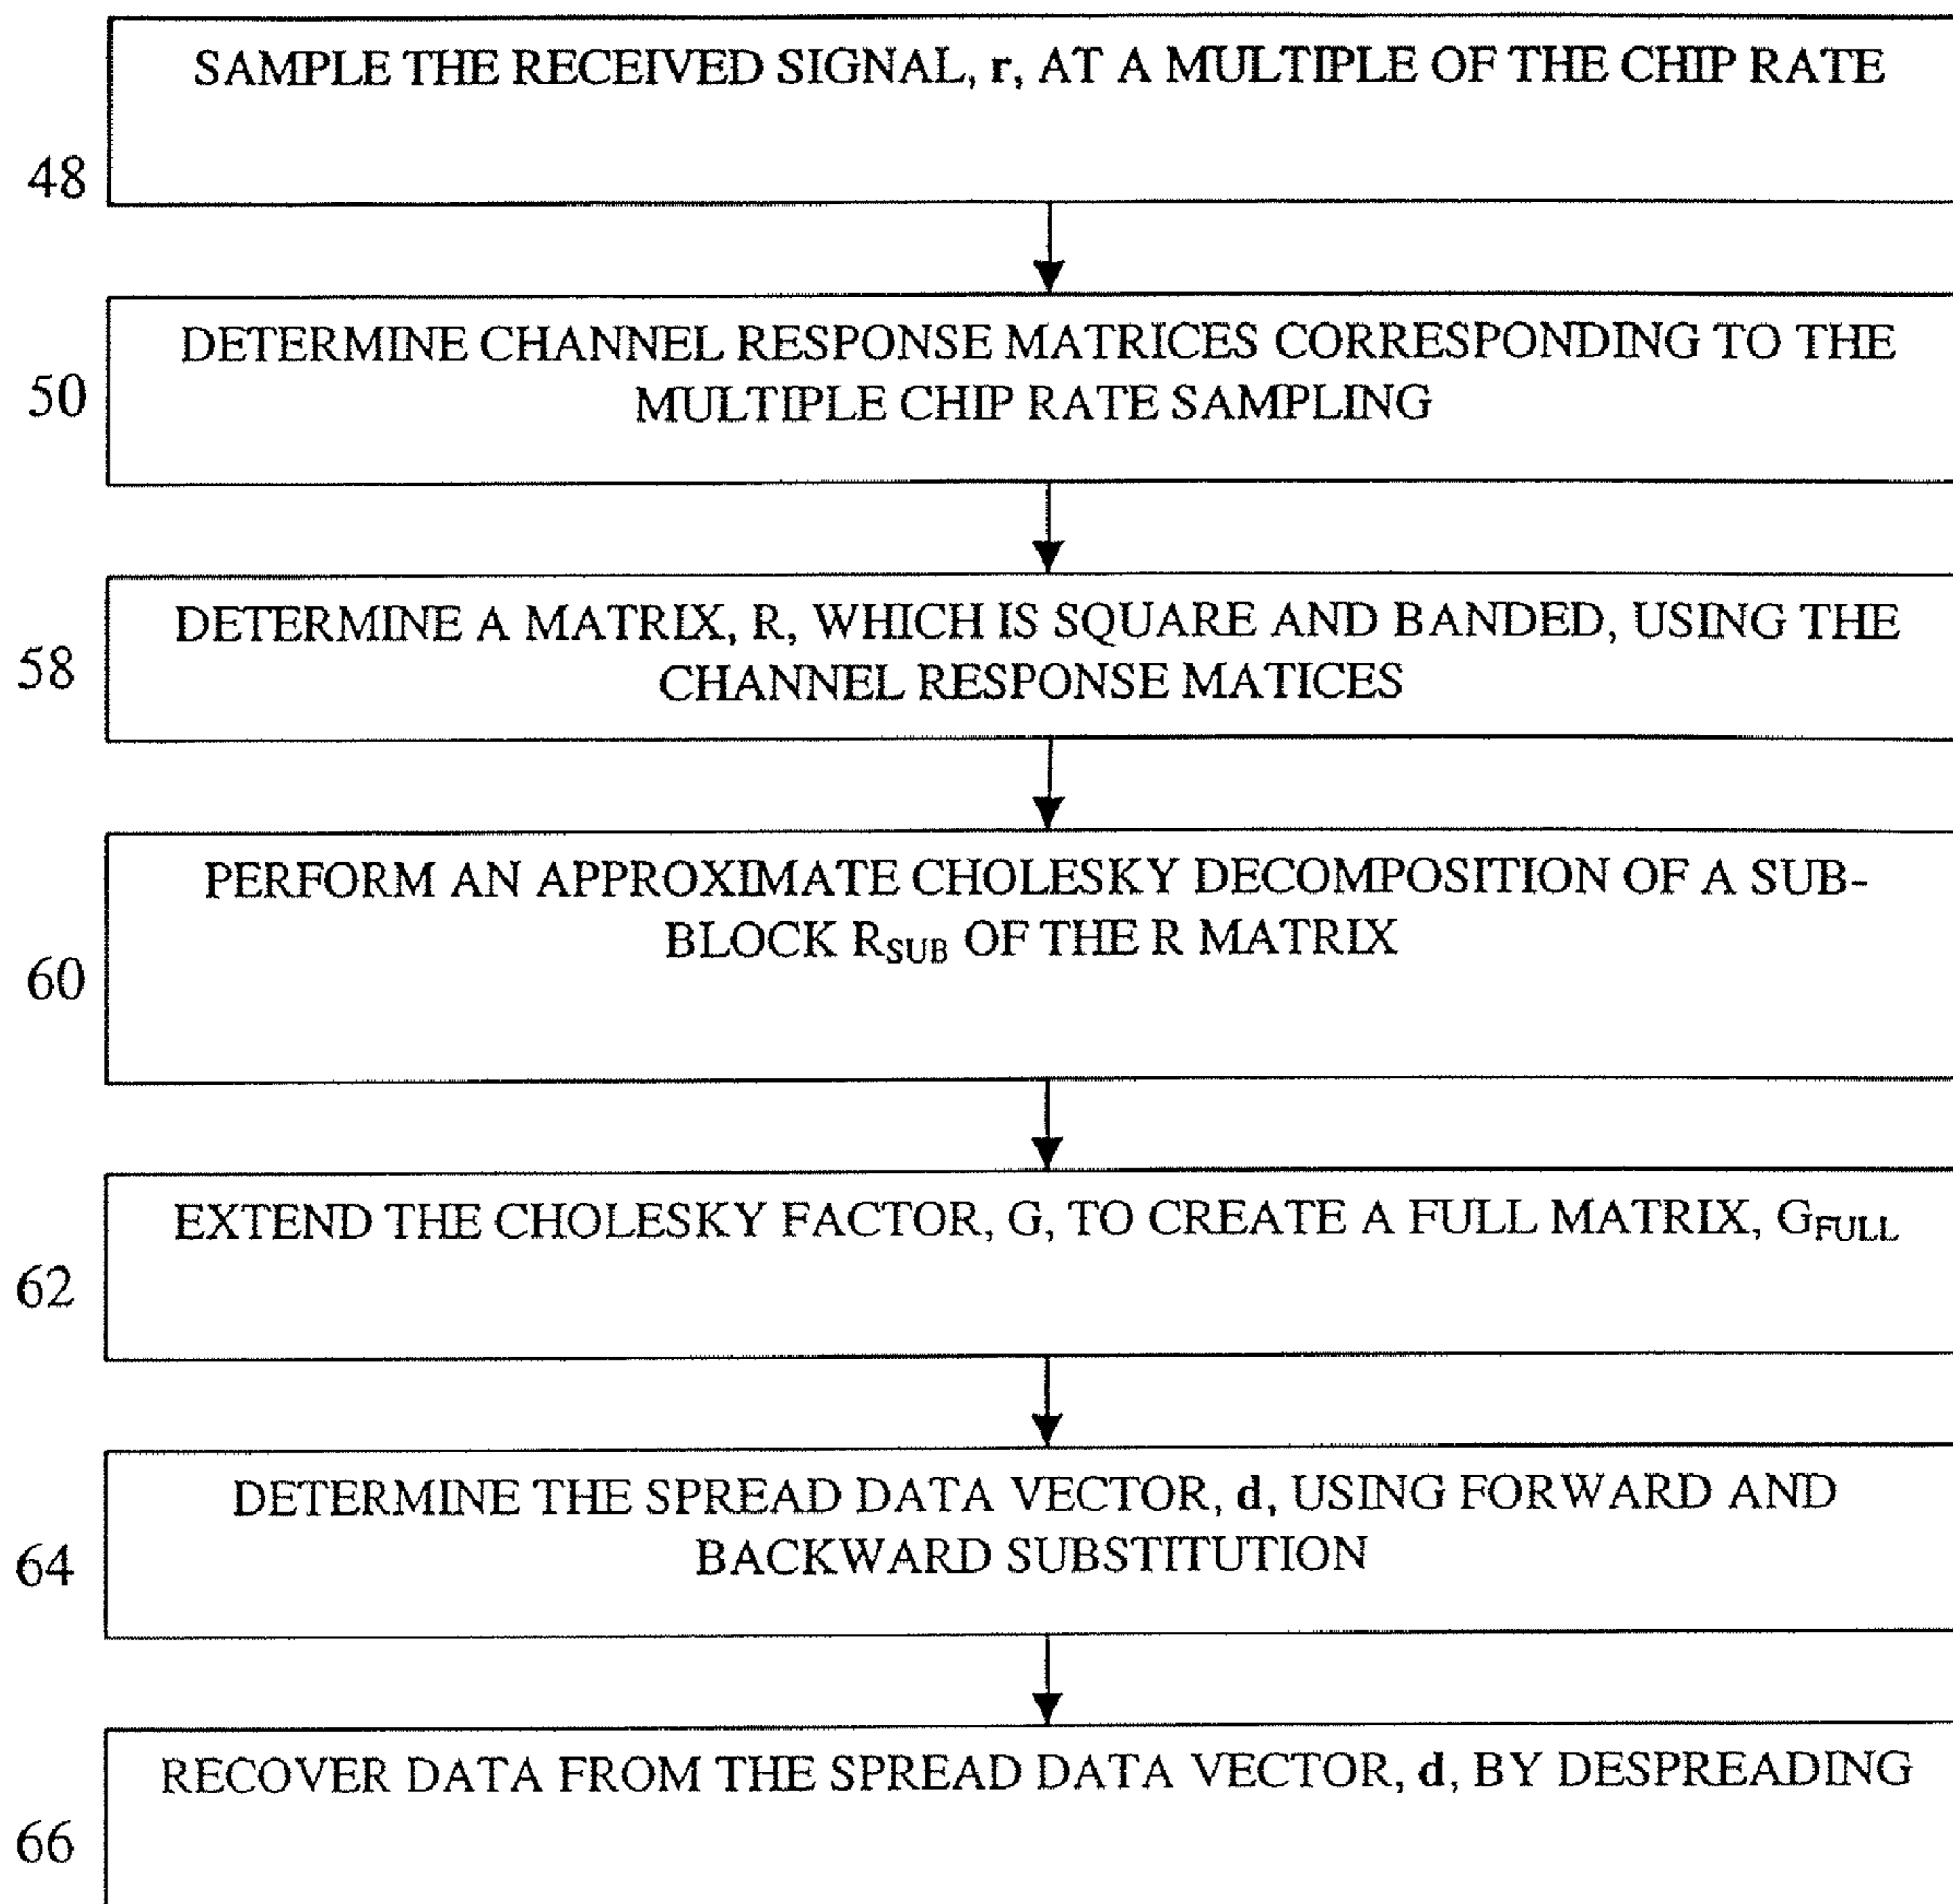 SAMPLE THE RECEIVED SIGNAL, r, AT A MULTIPLE OF THE CHIP RATE
48
DETERMINE CHANNEL RESPONSE MATRICES CORRESPONDING TO THE
MULTIPLE CHIP RATE SAMPLING
50
DETERMINE A MATRIX, R, WHICH IS SQUARE AND BANDED, USING THE
CHANNEL RESPONSE MATICES
58
PERFORM AN APPROXIMATE CHOLESKY DECOMPOSITION OF A SUB-
BLOCK RSUB OF THE R MATRIX
60
EXTEND THE CHOLESKY FACTOR, G, TO CREATE A FULL MATRIX, GFULL
62
DETERMINE THE SPREAD DATA VECTOR, d, USING FORWARD AND
BACKWARD SUBSTITUTION
64
RECOVER DATA FROM THE SPREAD DATA VECTOR, d, BY DESPREADING
66